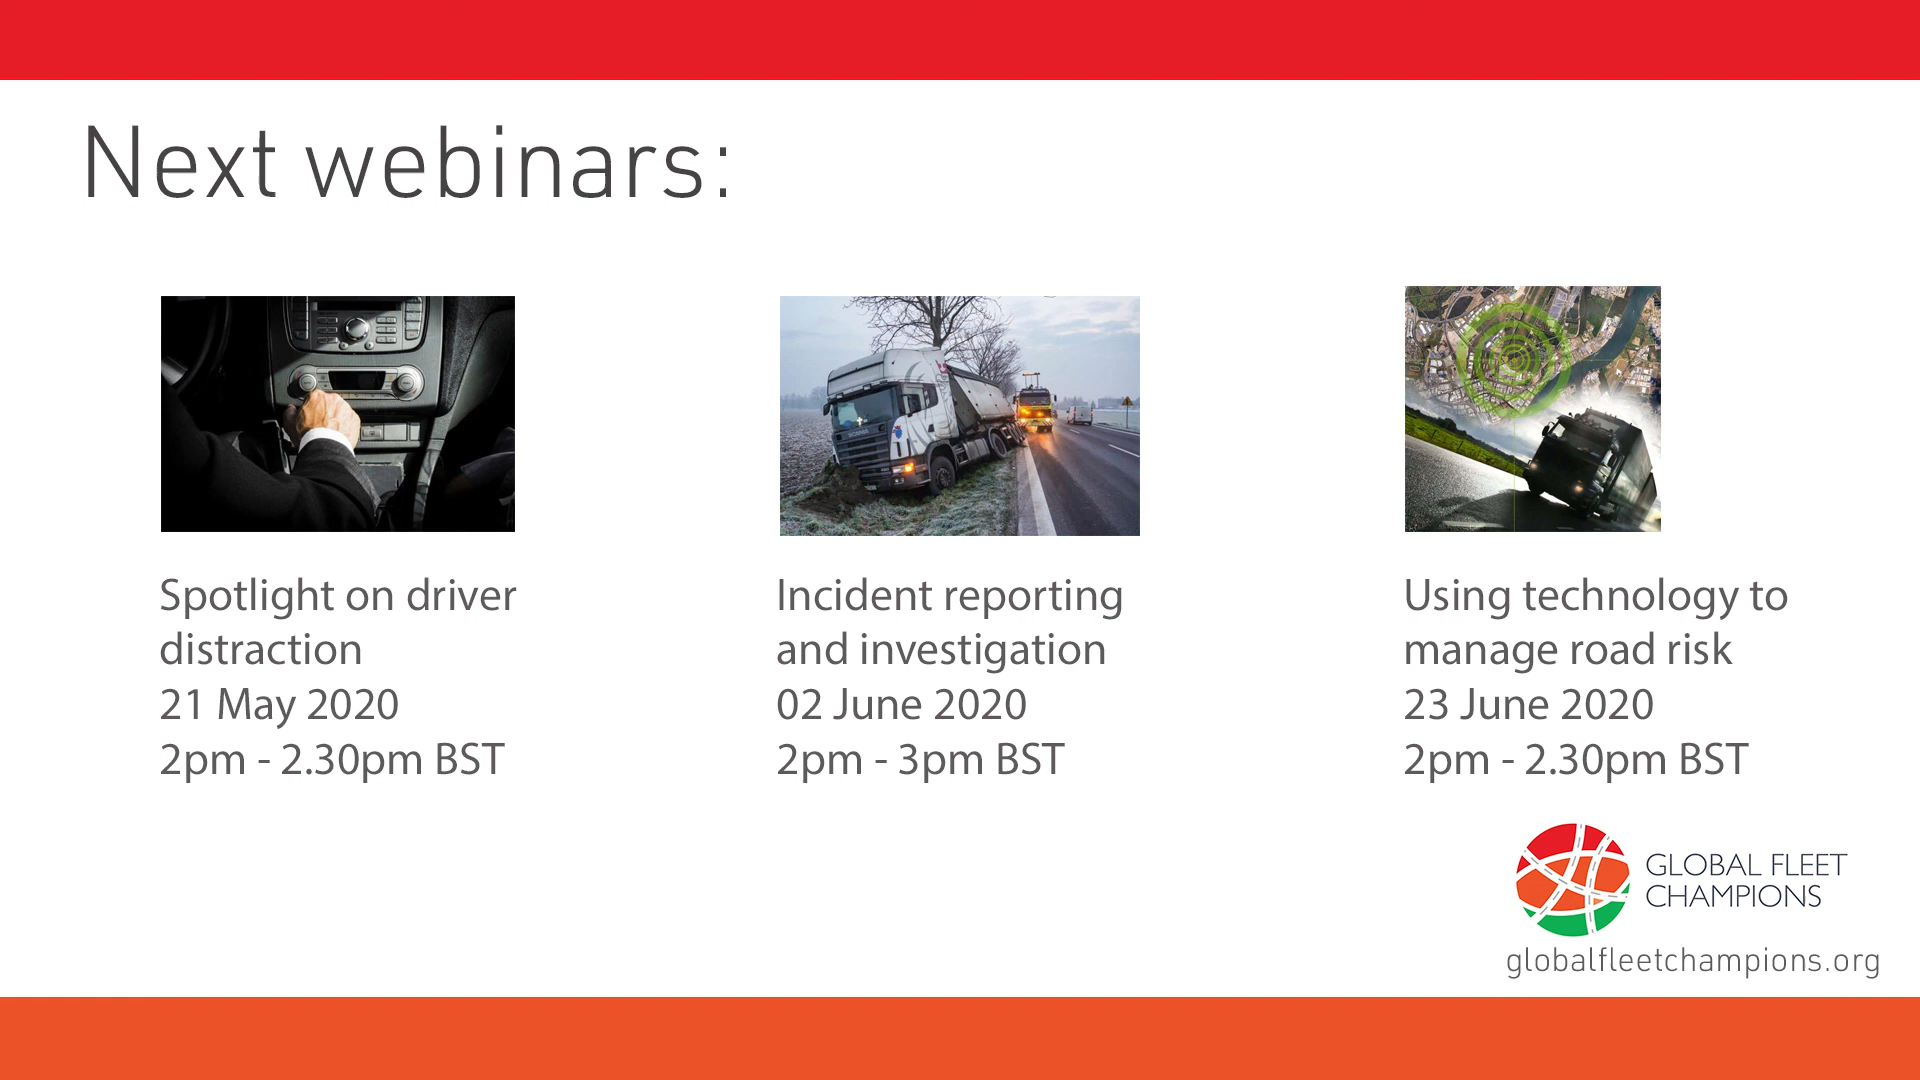 Next webinars:
Spotlight on driver
distraction
21 May 2020
2pm - 2.30pm BST
Incident reporting
and investigation
02 June 2020
2pm - 3pm BST
Using technology to
manage road risk
23 June 2020
2pm - 2.30pm BST
GLOBAL FLEET
CHAMPIONS
globalfleetchampions.org